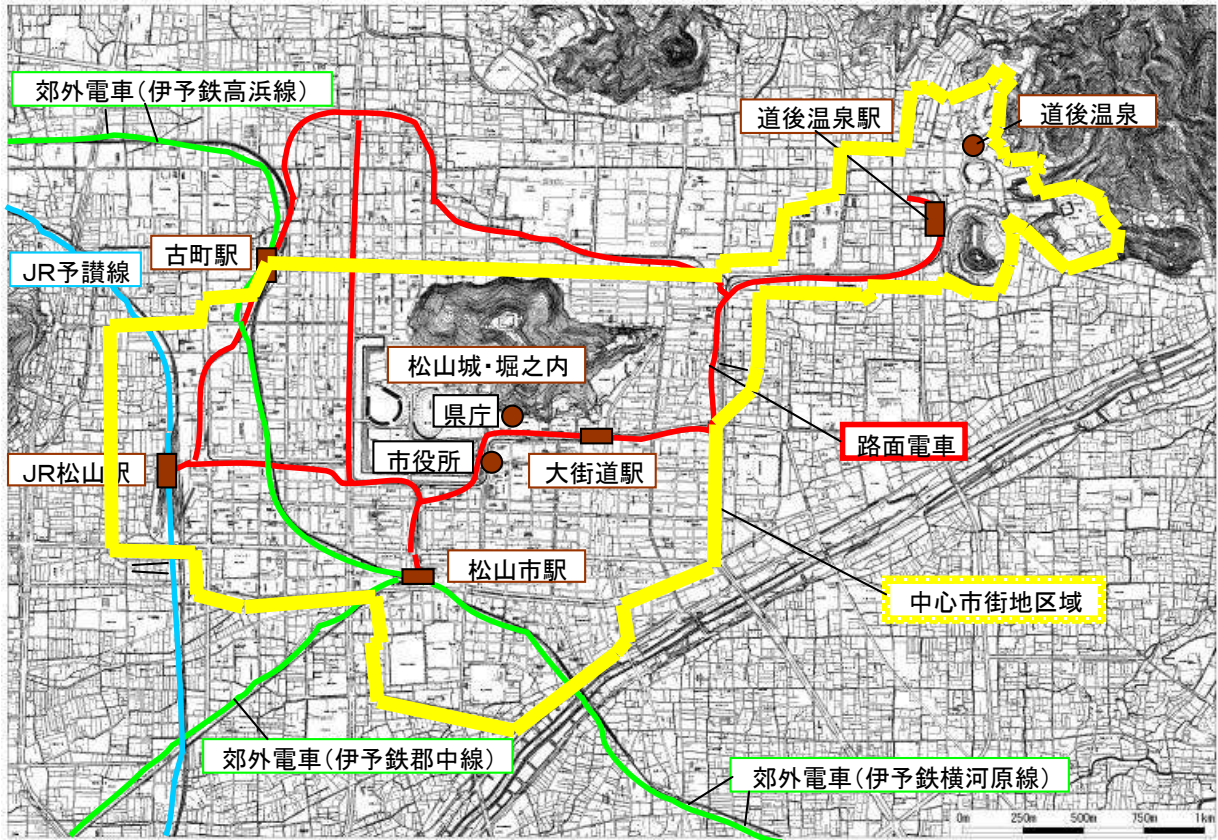 郊外電車（伊予鉄高浜線）
道後温泉駅
道後温泉
古町駅
JR予讃線
松山城・堀之内
県庁
路面電車
市役所
大街道駅
JR松山駅
松山市駅
中心市街地区域
郊外電車（伊予鉄郡中線）
郊外電車（伊予鉄横河原線）
0m 250m 500m 750m 1km